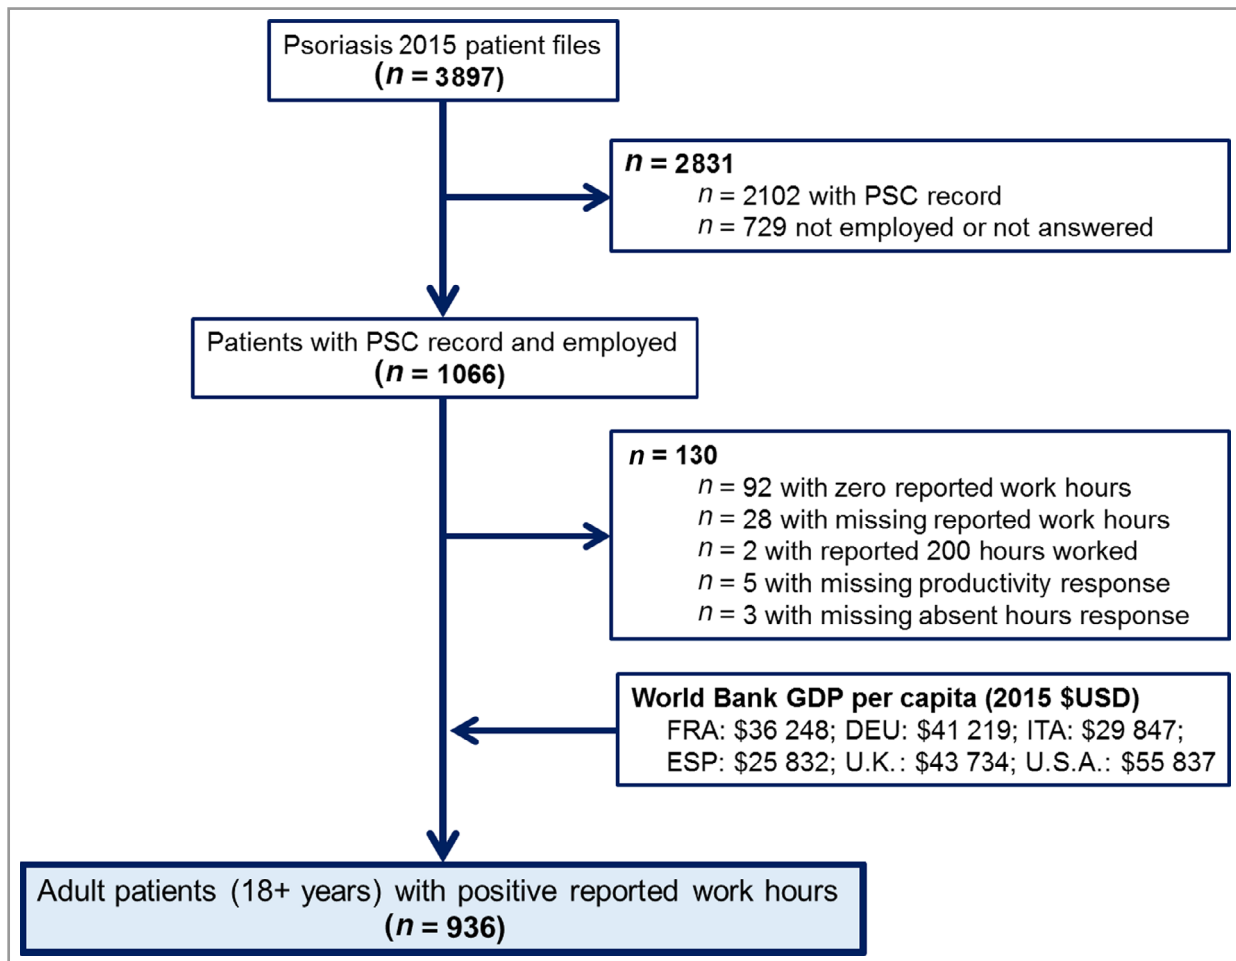 Psoriasis 2015 patient files
(n = 3897)
n = 2831
n = 2102 with PSC record
n = 729 not employed or not answered
Patients with PSC record and employed
(n = 1066)
n = 130
n = 92 with zero reported work hours
n = 28 with missing reported work hours
n = 2 with reported 200 hours worked
n = 5 with missing productivity response
n = 3 with missing absent hours response
World Bank GDP per capita (2015 $USD)
FRA: $36 248; DEU: $41 219; ITA: $29 847;
ESP: $25 832; U.K.: $43 734; U.S.A.: $55 837
Adult patients (18+ years) with positive reported work hours
(n = 936)